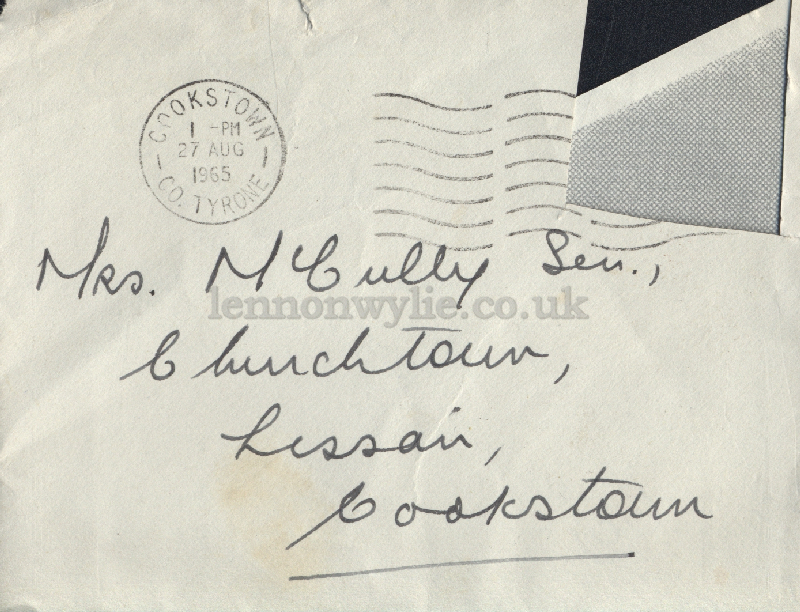 COOKSTOWN
1 - PM
27 AUG
1965
CO. TYRONE
Mrs. McCully Sen.,
lennonwylie.co.uk
Churchtown,
Lissan,
Cookstown